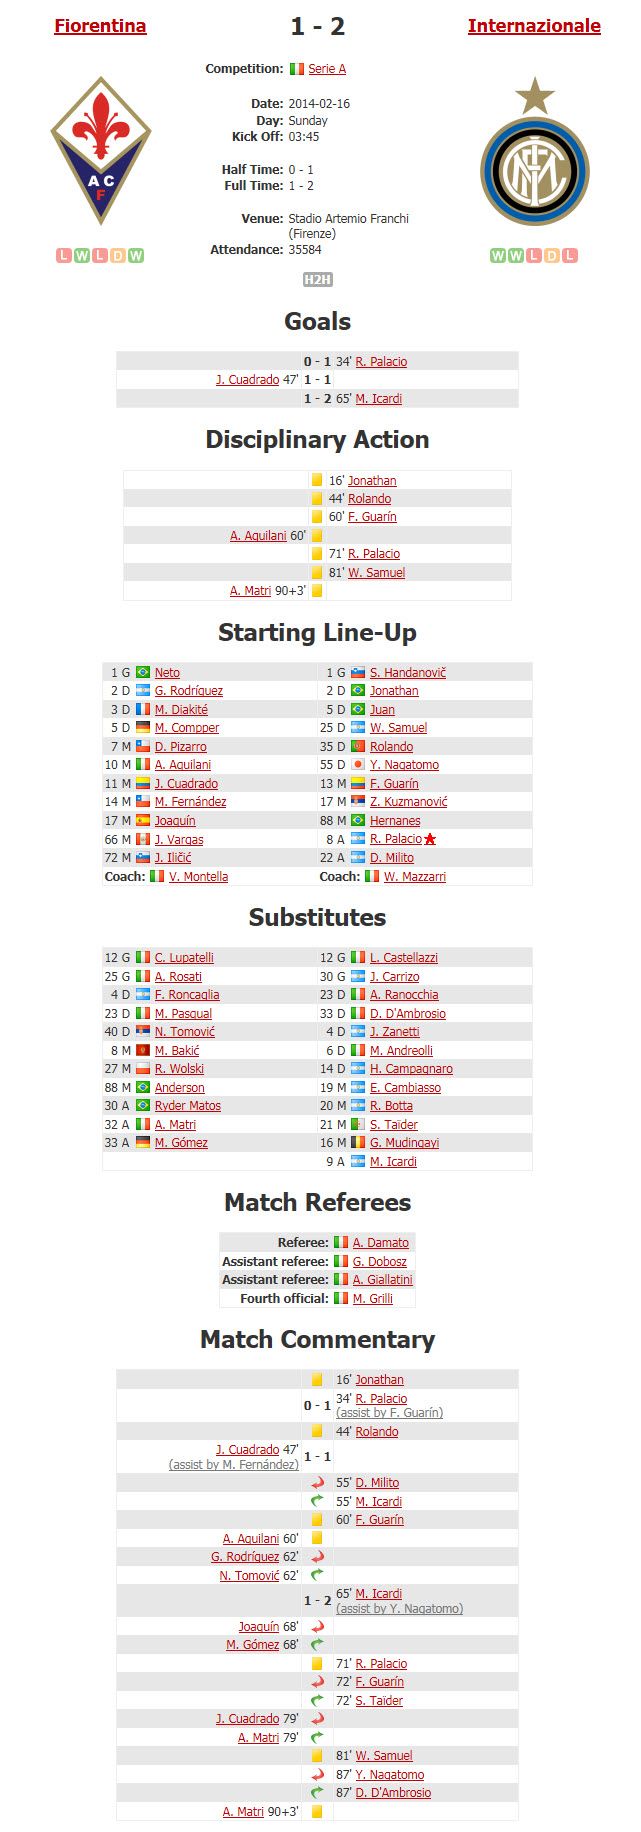 Fiorentina 1 - 2 Internazionale
Competition: Serie A
Date: 2014-02-16
Day: Sunday
Kick Off: 03:45
Half Time: 0 - 1
Full Time: 1 - 2
Venue: Stadio Artemio Franchi
(Firenze)
Attendance: 35584
A C
F
L W L D W
W W L D L
H2H
Goals
0 - 1 34' R. Palacio
J. Cuadrado 47' 1 - 1
1 - 2 65' M. Icardi
Disciplinary Action
16' Jonathan
44' Rolando
60' F. Guarín
A. Aquilani 60'
71' R. Palacio
81' W. Samuel
A. Matri 90+3'
Starting Line-Up
1 G Neto 1 G S. Handanovič
2 D G. Rodríguez 2 D Jonathan
3 D M. Diakité 5 D Juan
5 D M. Compper 25 D W. Samuel
7 M D. Pizarro 35 D Rolando
10 M A. Aquilani 55 D Y. Nagatomo
11 M J. Cuadrado 13 M F. Guarín
14 M M. Fernández 17 M Z. Kuzmanović
17 M Joaquín 88 M Hernanes
66 M J. Vargas 8 A R. Palacio
72 M J. Iličić 22 A D. Milito
Coach: V. Montella Coach: W. Mazzarri
Substitutes
12 G C. Lupatelli 12 G L. Castellazzi
25 G A. Rosati 30 G J. Carrizo
4 D F. Roncaglia 23 D A. Ranocchia
23 D M. Pasqual 33 D D. D'Ambrosio
40 D N. Tomović 4 D J. Zanetti
8 M M. Bakić 6 D M. Andreolli
27 M R. Wolski 14 D H. Campagnaro
88 M Anderson 19 M E. Cambiasso
30 A Ryder Matos 20 M R. Botta
32 A A. Matri 21 M S. Taïder
33 A M. Gómez 16 M G. Mudingayi
9 A M. Icardi
Match Referees
Referee: A. Damato
Assistant referee: G. Dobosz
Assistant referee: A. Giallatini
Fourth official: M. Grilli
Match Commentary
16' Jonathan
0 - 1 34' R. Palacio
(assist by F. Guarín)
44' Rolando
J. Cuadrado 47' 1 - 1
(assist by M. Fernández)
55' D. Milito
55' M. Icardi
60' F. Guarín
A. Aquilani 60'
G. Rodríguez 62'
N. Tomović 62'
1 - 2 65' M. Icardi
(assist by Y. Nagatomo)
Joaquín 68'
M. Gómez 68'
71' R. Palacio
72' F. Guarín
72' S. Taïder
J. Cuadrado 79'
A. Matri 79'
81' W. Samuel
87' Y. Nagatomo
87' D. D'Ambrosio
A. Matri 90+3'